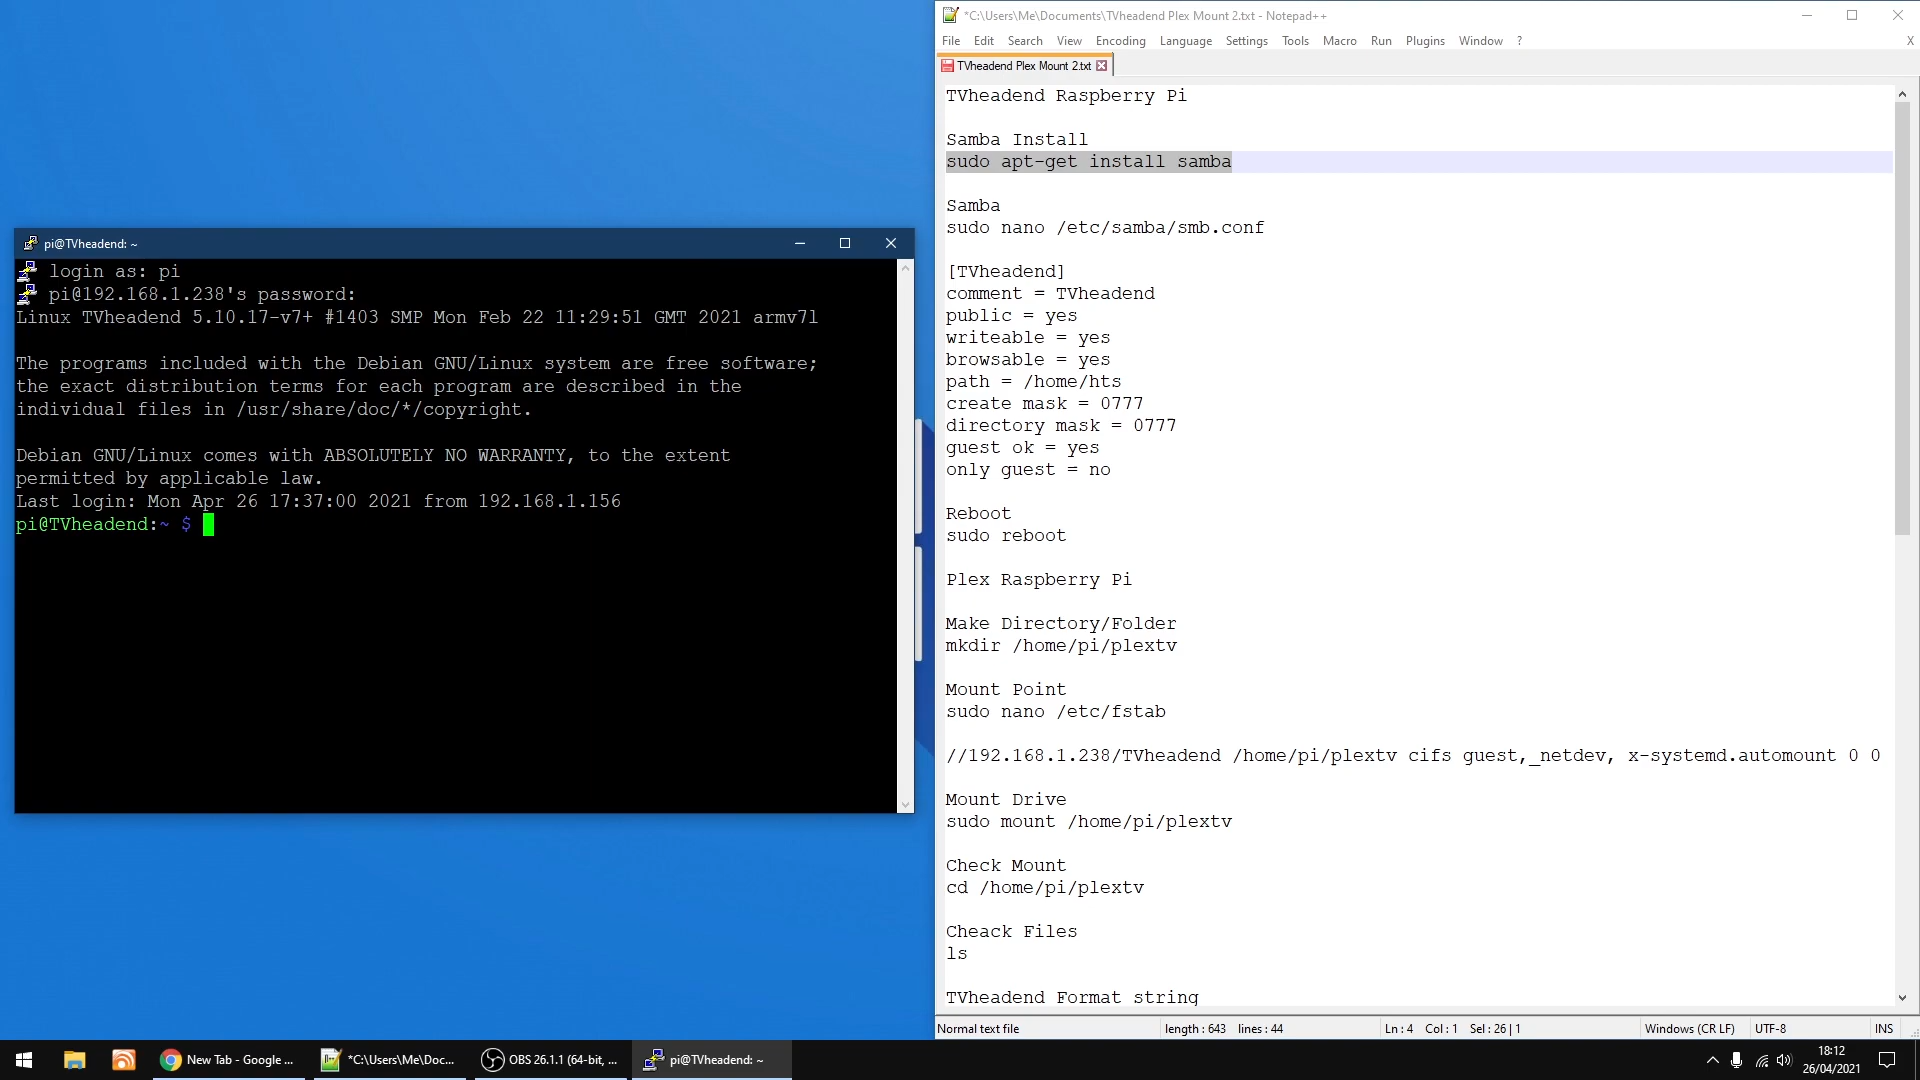 *C:\Users\Me\Documents\TVheadend Plex Mount 2.txt - Notepad++
File Edit Search View Encoding Language Settings Tools Macro Run Plugins Window ?
X
TVheadend Plex Mount 2.txt
TVheadend Raspberry Pi
Samba Install
sudo apt-get install samba
Samba
sudo nano /etc/samba/smb.conf
[TVheadend]
comment = TVheadend
public = yes
writeable = yes
browsable = yes
path = /home/hts
create mask = 0777
directory mask = 0777
guest ok = yes
only guest = no
Reboot
sudo reboot
Plex Raspberry Pi
Make Directory/Folder
mkdir /home/pi/plextv
Mount Point
sudo nano /etc/fstab
//192.168.1.238/TVheadend /home/pi/plextv cifs guest,_netdev, x-systemd.automount 0 0
Mount Drive
sudo mount /home/pi/plextv
Check Mount
cd /home/pi/plextv
Cheack Files
ls
TVheadend Format string
Normal text file length : 643 lines : 44 Ln : 4 Col : 1 Sel : 26 | 1 Windows (CR LF) UTF-8 INS
pi@TVheadend: ~
login as: pi
pi@192.168.1.238's password:
Linux TVheadend 5.10.17-v7+ #1403 SMP Mon Feb 22 11:29:51 GMT 2021 armv7l
The programs included with the Debian GNU/Linux system are free software;
the exact distribution terms for each program are described in the
individual files in /usr/share/doc/*/copyright.
Debian GNU/Linux comes with ABSOLUTELY NO WARRANTY, to the extent
permitted by applicable law.
Last login: Mon Apr 26 17:37:00 2021 from 192.168.1.156
pi@TVheadend:~ $
New Tab - Google ... *C:\Users\Me\Doc... OBS 26.1.1 (64-bit, ... pi@TVheadend: ~
18:12
26/04/2021